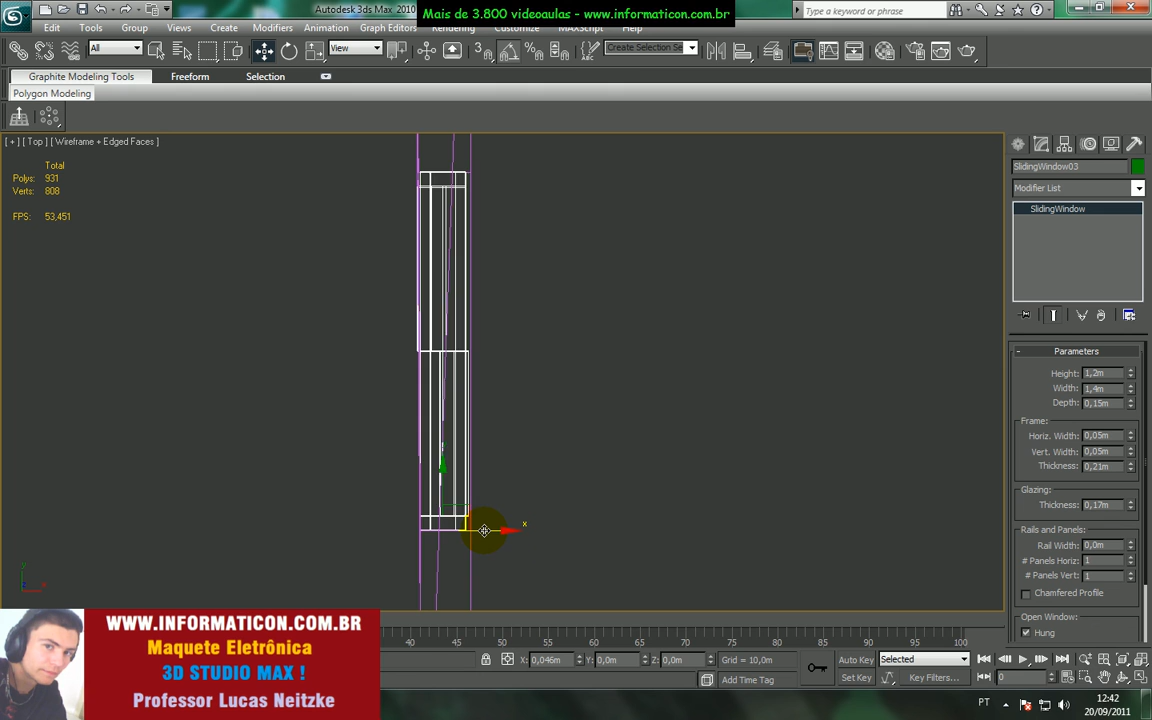 Autodesk 3ds Max 2010
Mais de 3.800 videoaulas - www.informaticon.com.br
Type a keyword or phrase
Edit Tools Group Views Create Modifiers Animation Graph Editors Rendering Customize MAXScript Help
All View Create Selection Se
Graphite Modeling Tools Freeform Selection
Polygon Modeling
[ + ] [ Top ] [ Wireframe + Edged Faces ]
Total
Polys: 931
Verts: 808
FPS: 53,451
SlidingWindow03
Modifier List
SlidingWindow
- Parameters
Height: 1,2m
Width: 1,4m
Depth: 0,15m
Frame:
Horiz. Width: 0,05m
Vert. Width: 0,05m
Thickness: 0,21m
Glazing:
Thickness: 0,17m
Rails and Panels:
Rail Width: 0,0m
# Panels Horiz: 1
# Panels Vert: 1
Chamfered Profile
Open Window:
Hung
x
y
WWW.INFORMATICON.COM.BR
Maquete Eletrônica
3D STUDIO MAX !
Professor Lucas Neitzke
40 45 50 55 60 65 70 75 80 85 90 95 100
X: 0,046m Y: 0,0m Z: 0,0m Grid = 10,0m
Auto Key Selected
Add Time Tag
Set Key Key Filters... 0
PT 12:42
20/09/2011